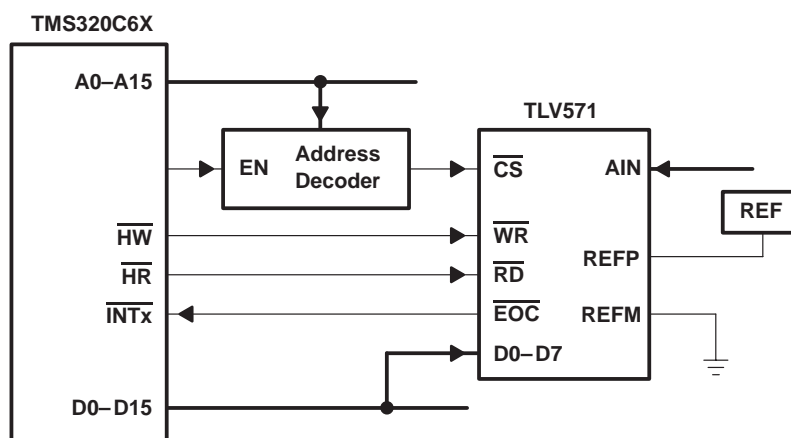 TMS320C6X
A0–A15
TLV571
EN
Address
Decoder
CS
AIN
REF
HW
WR
REFP
HR
RD
INTx
EOC
REFM
D0–D7
D0–D15